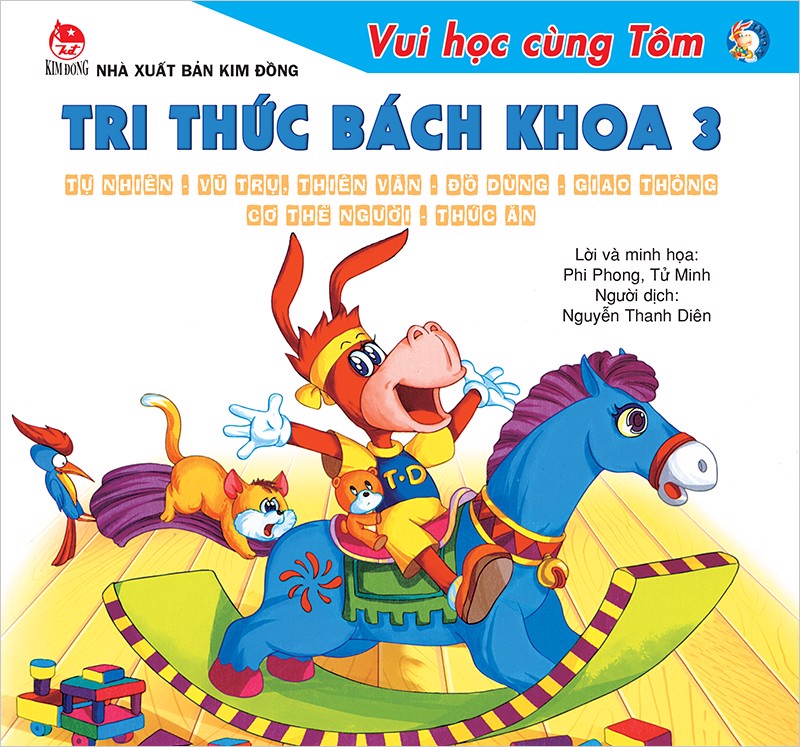 Vui học cùng Tôm
KIM ĐỒNG
NHÀ XUẤT BẢN KIM ĐỒNG
TRI THỨC BÁCH KHOA 3
TỰ NHIÊN - VŨ TRỤ, THIÊN VĂN - ĐỒ DÙNG - GIAO THÔNG
CƠ THỂ NGƯỜI - THỨC ĂN
Lời và minh họa:
Phi Phong, Tử Minh
Người dịch:
Nguyễn Thanh Diên
T·D